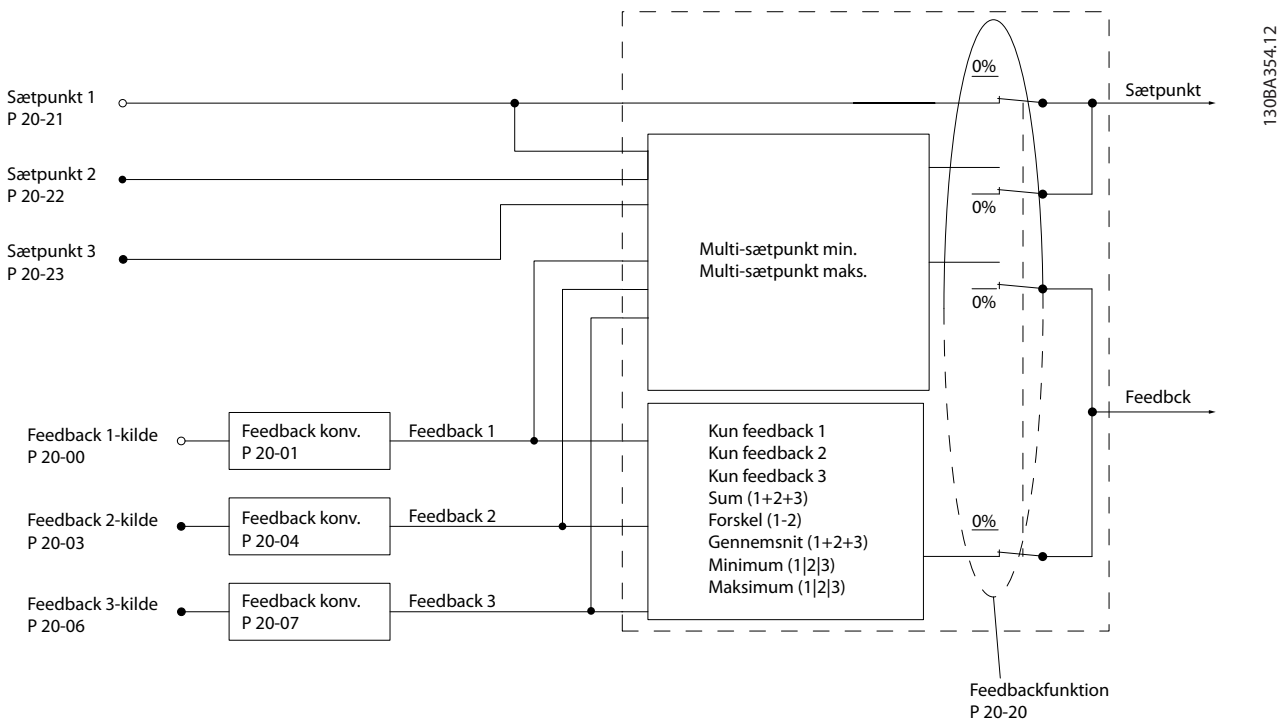 130BA354.12
0%
Sætpunkt 1
P 20-21
Sætpunkt
Sætpunkt 2
P 20-22
0%
Sætpunkt 3
P 20-23
Multi-sætpunkt min.
Multi-sætpunkt maks.
0%
Feedbck
Feedback 1-kilde
P 20-00
Feedback konv.
P 20-01
Feedback 1
Kun feedback 1
Kun feedback 2
Kun feedback 3
Sum (1+2+3)
Forskel (1-2)
Gennemsnit (1+2+3)
Minimum (1|2|3)
Maksimum (1|2|3)
Feedback 2-kilde
P 20-03
Feedback konv.
P 20-04
Feedback 2
0%
Feedback 3-kilde
P 20-06
Feedback konv.
P 20-07
Feedback 3
Feedbackfunktion
P 20-20